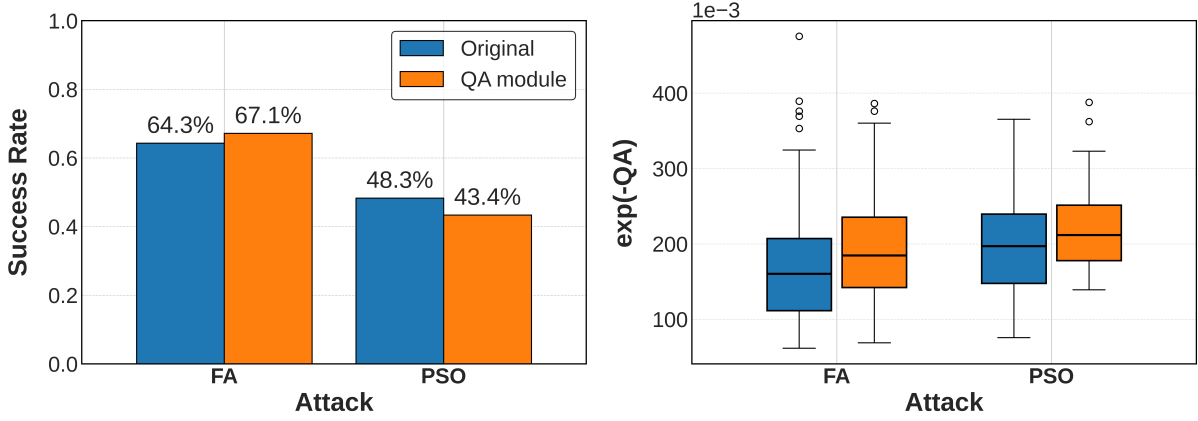 1.0
0.8
0.6
0.4
0.2
0.0
Success Rate
Original
QA module
64.3%
67.1%
48.3%
43.4%
FA
PSO
Attack
1e−3
400
300
200
100
exp(-QA)
FA
PSO
Attack